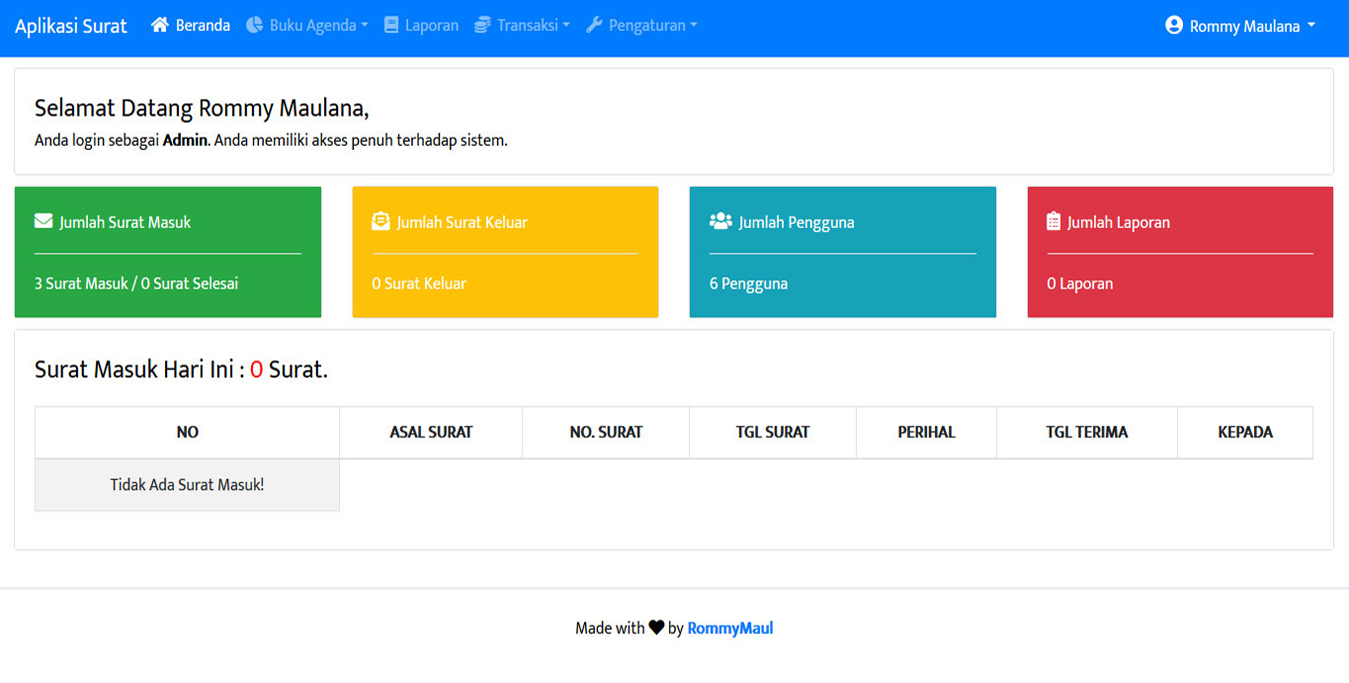 Aplikasi Surat Beranda Buku Agenda Laporan Transaksi Pengaturan Rommy Maulana
Selamat Datang Rommy Maulana,
Anda login sebagai Admin. Anda memiliki akses penuh terhadap sistem.
Jumlah Surat Masuk
3 Surat Masuk / 0 Surat Selesai
Jumlah Surat Keluar
0 Surat Keluar
Jumlah Pengguna
6 Pengguna
Jumlah Laporan
0 Laporan
Surat Masuk Hari Ini : 0 Surat.
NO ASAL SURAT NO. SURAT TGL SURAT PERIHAL TGL TERIMA KEPADA
Tidak Ada Surat Masuk!
Made with ♥ by RommyMaul